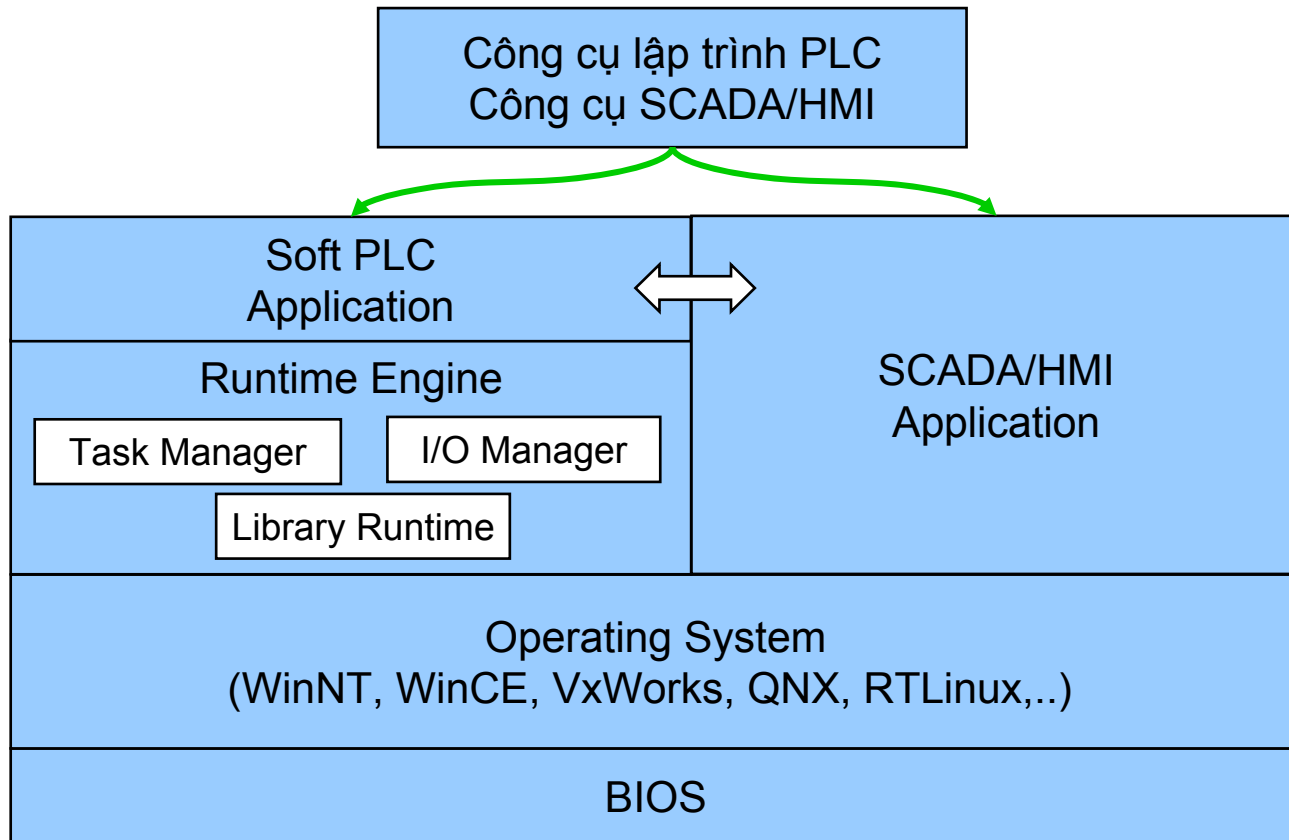 Công cụ lập trình PLC
Công cụ SCADA/HMI
Soft PLC
Application
Runtime Engine
Task Manager
I/O Manager
Library Runtime
SCADA/HMI
Application
Operating System
(WinNT, WinCE, VxWorks, QNX, RTLinux,..)
BIOS